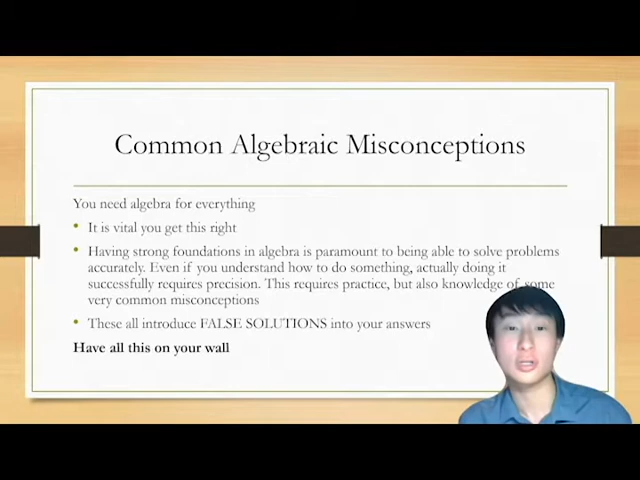 Common Algebraic Misconceptions
You need algebra for everything
• It is vital you get this right
• Having strong foundations in algebra is paramount to being able to solve problems
accurately. Even if you understand how to do something, actually doing it
successfully requires precision. This requires practice, but also knowledge of some
very common misconceptions
• These all introduce FALSE SOLUTIONS into your answers
Have all this on your wall